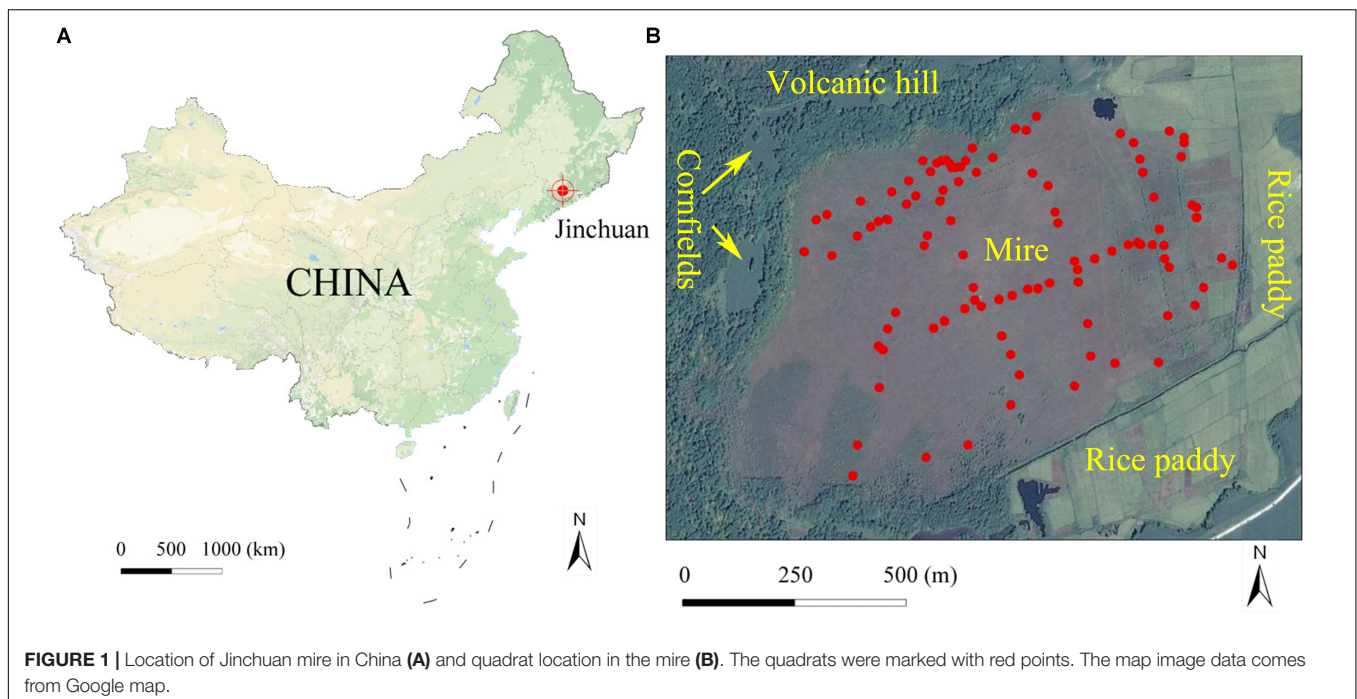 A
CHINA
Jinchuan
0 500 1000 (km)
N
B
Volcanic hill
Cornfields
Mire
Rice paddy
Rice paddy
0 250 500 (m)
N
FIGURE 1 | Location of Jinchuan mire in China (A) and quadrat location in the mire (B). The quadrats were marked with red points. The map image data comes
from Google map.